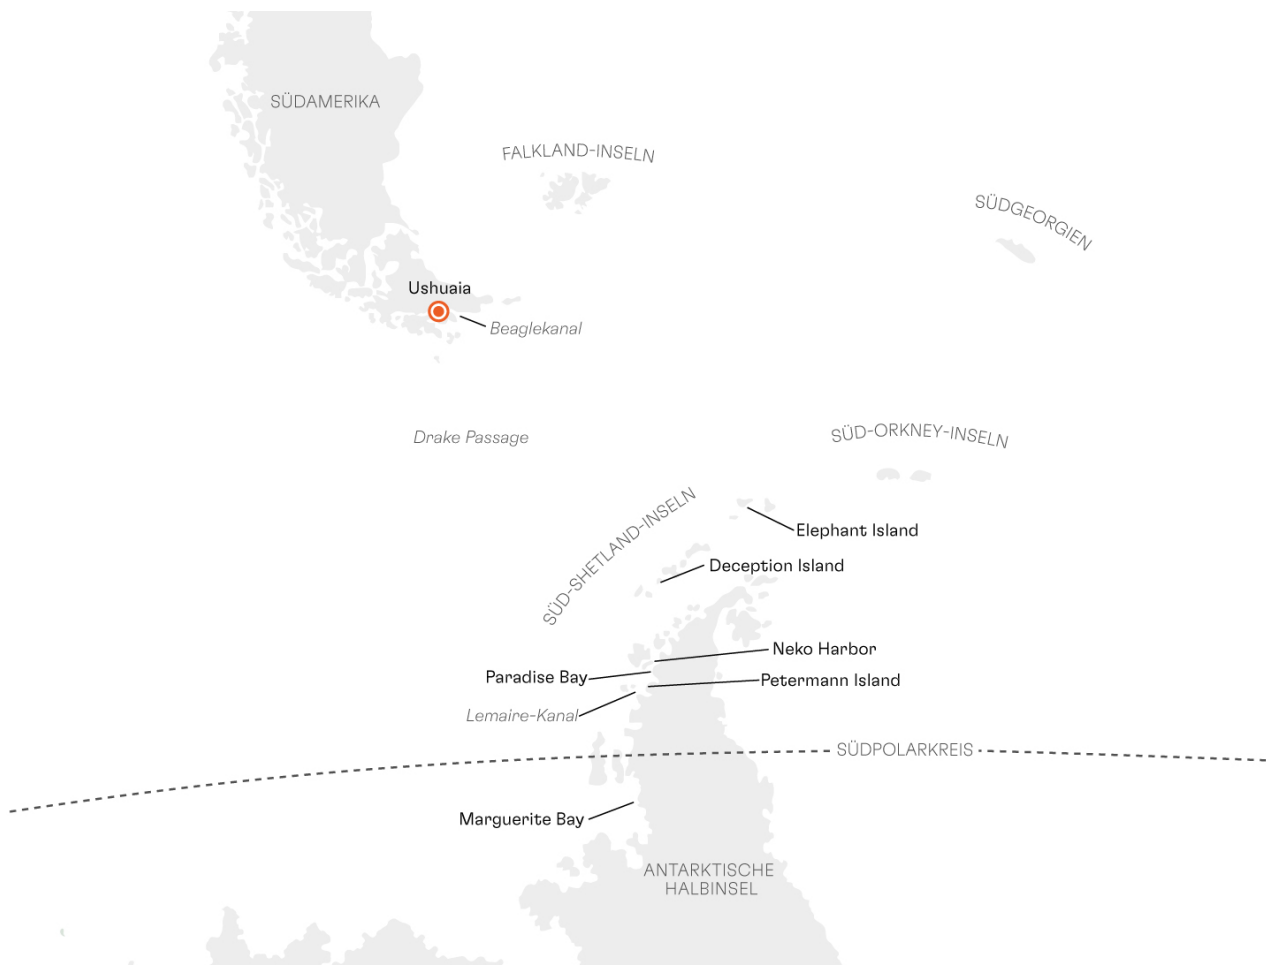 SÜDAMERIKA
FALKLAND-INSELN
SÜDGEORGIEN
Ushuaia
Beaglekanal
Drake Passage
SÜD-ORKNEY-INSELN
SÜD-SHETLAND-INSELN
Elephant Island
Deception Island
Neko Harbor
Paradise Bay
Petermann Island
Lemaire-Kanal
SÜDPOLARKREIS
Marguerite Bay
ANTARKTISCHE
HALBINSEL